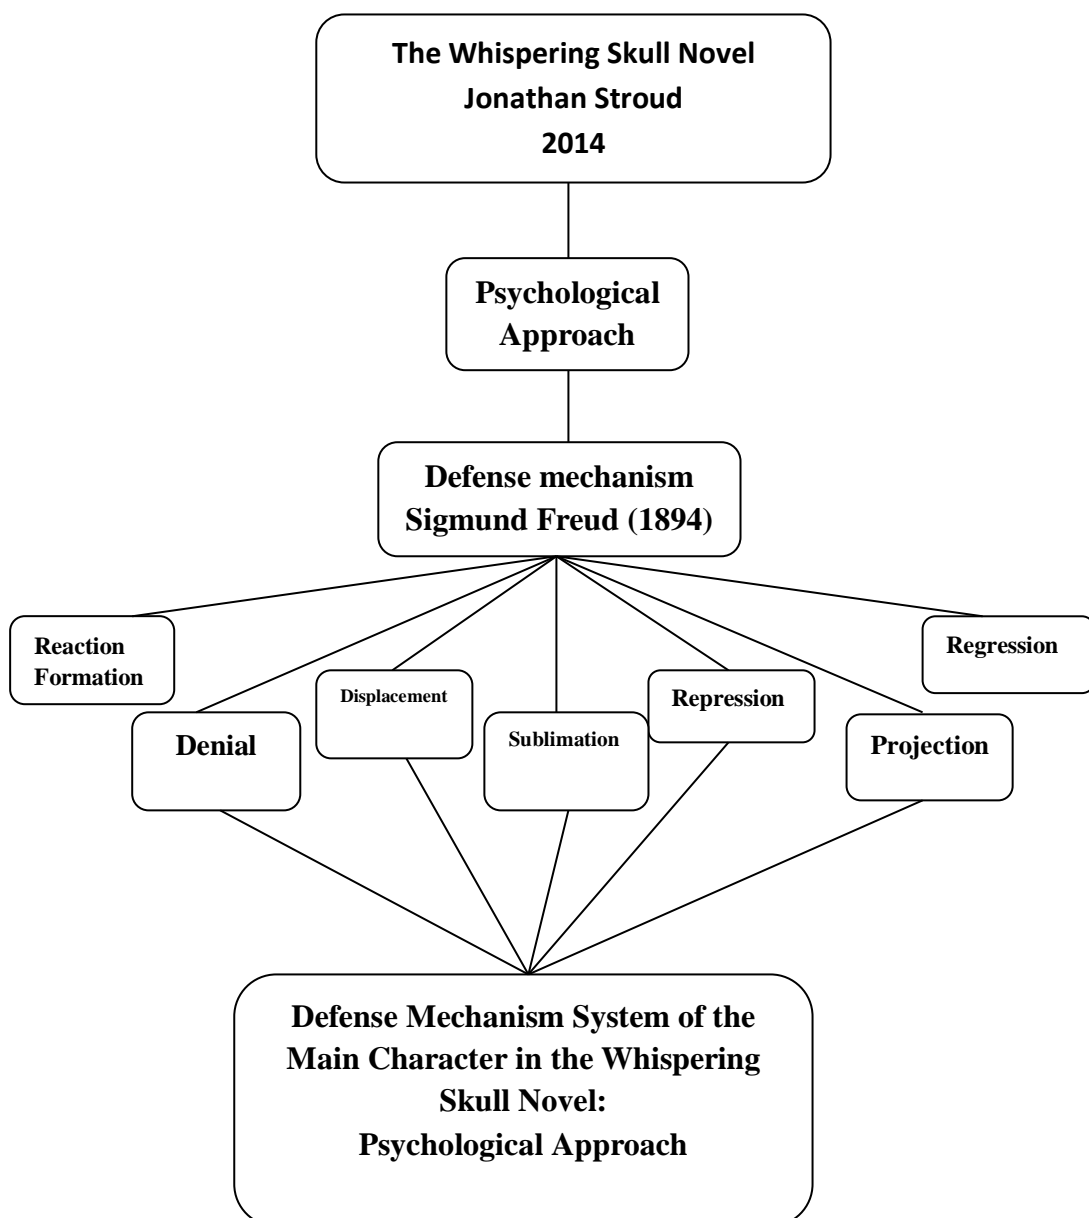 The Whispering Skull Novel
Jonathan Stroud
2014
Psychological
Approach
Defense mechanism
Sigmund Freud (1894)
Reaction
Formation
Regression
Displacement
Repression
Denial
Sublimation
Projection
Defense Mechanism System of the
Main Character in the Whispering
Skull Novel:
Psychological Approach